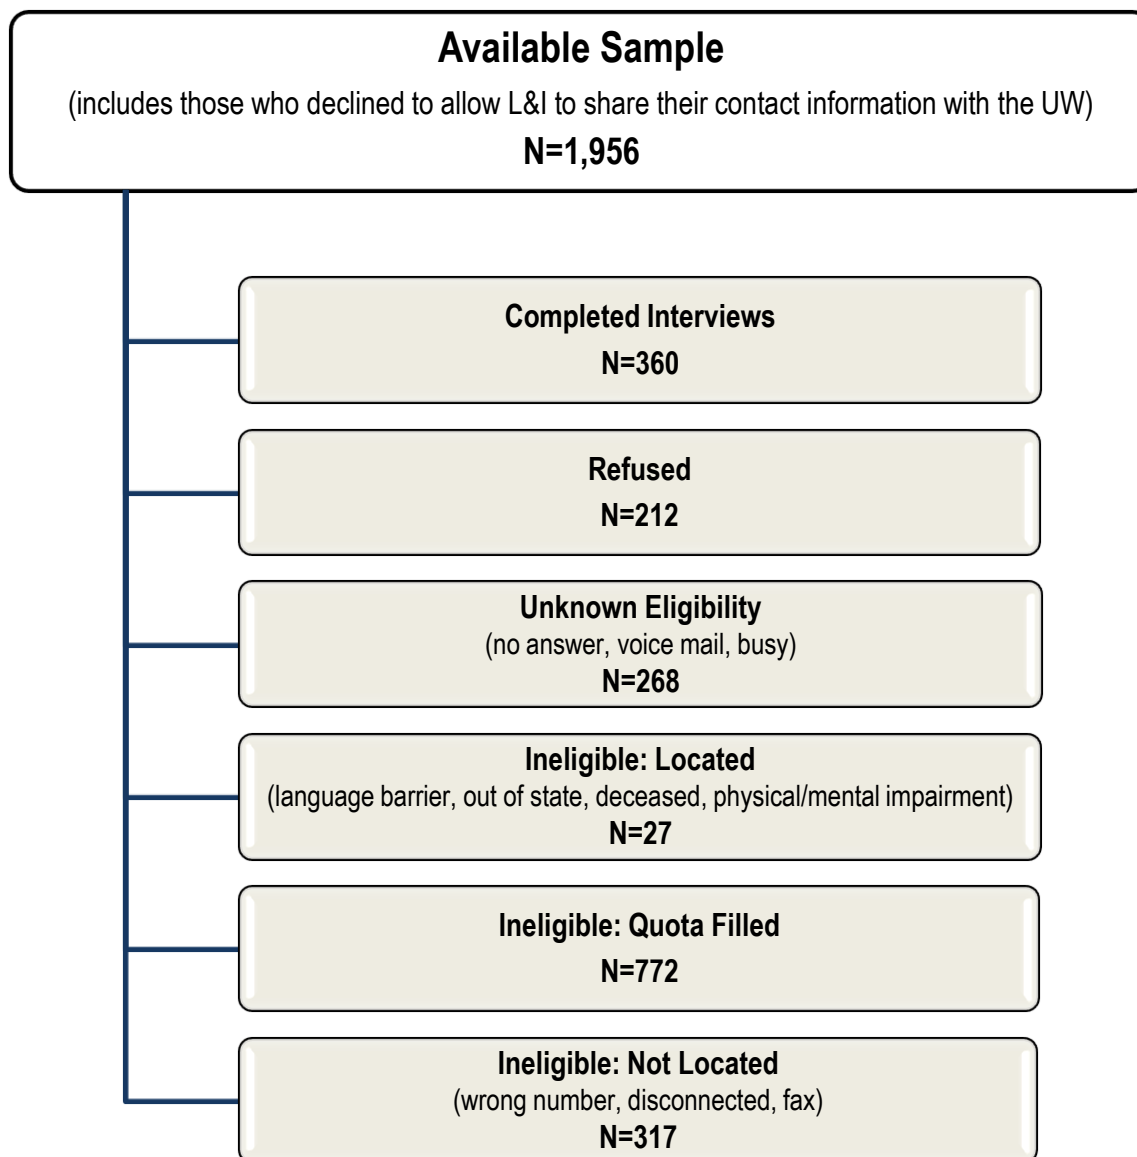 Available Sample
(includes those who declined to allow L&I to share their contact information with the UW)
N=1,956
Completed Interviews
N=360
Refused
N=212
Unknown Eligibility
(no answer, voice mail, busy)
N=268
Ineligible: Located
(language barrier, out of state, deceased, physical/mental impairment)
N=27
Ineligible: Quota Filled
N=772
Ineligible: Not Located
(wrong number, disconnected, fax)
N=317